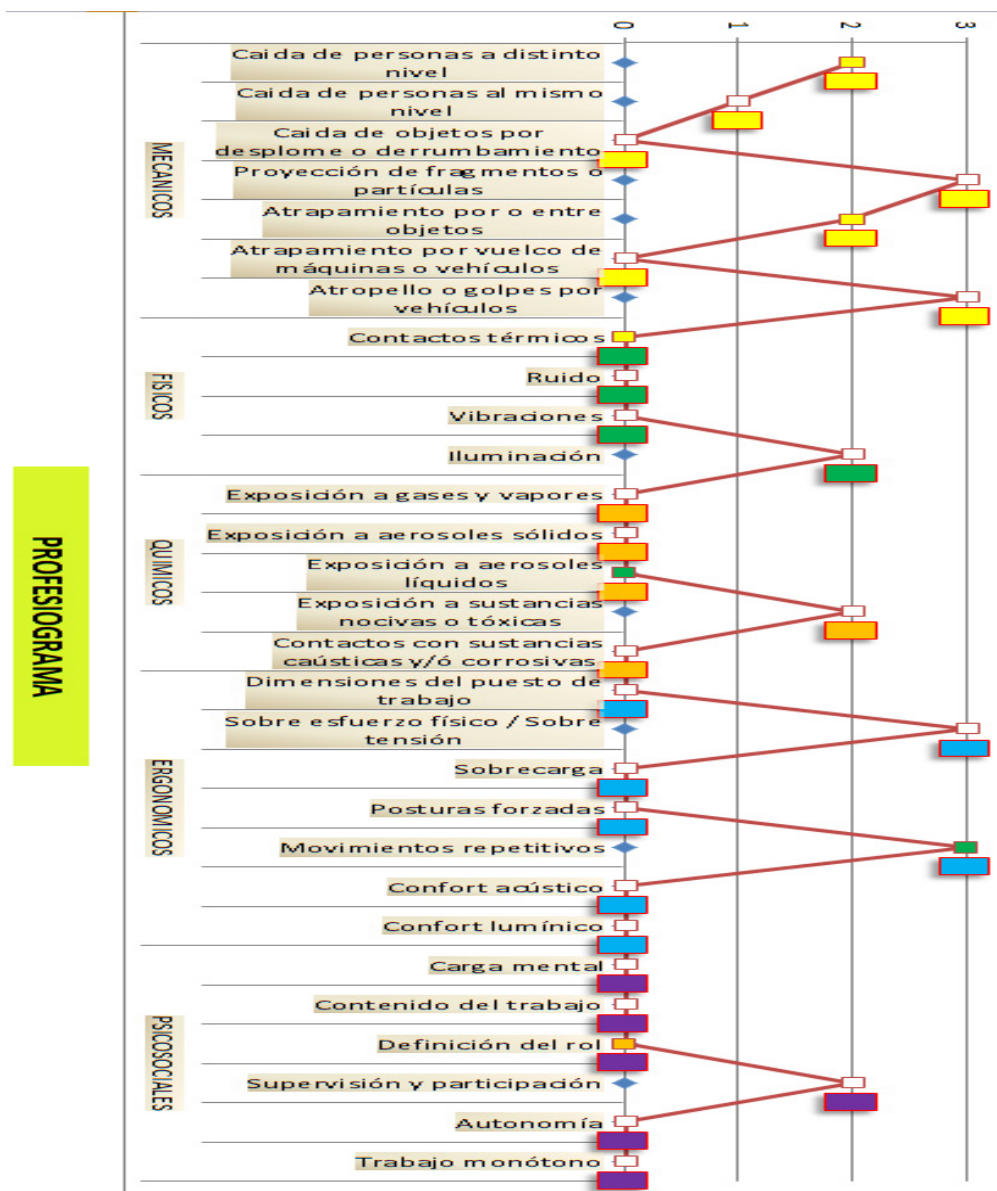 0 1 2 3
MECANICOS
Caida de personas a distinto
nivel
Caida de personas al mismo
nivel
Caida de objetos por
desplome o derrumbamiento
Proyección de fragmentos o
partículas
Atrapamiento por o entre
objetos
Atrapamiento por vuelco de
máquinas o vehículos
Atropello o golpes por
vehículos
FISICOS
Contactos térmicos
Ruido
Vibraciones
Iluminación
QUIMICOS
Exposición a gases y vapores
Exposición a aerosoles sólidos
Exposición a aerosoles
líquidos
Exposición a sustancias
nocivas o tóxicas
Contactos con sustancias
caústicas y/ó corrosivas
ERGONOMICOS
Dimensiones del puesto de
trabajo
Sobre esfuerzo físico / Sobre
tensión
Sobrecarga
Posturas forzadas
Movimientos repetitivos
Confort acústico
Confort lumínico
PSICOSOCIALES
Carga mental
Contenido del trabajo
Definición del rol
Supervisión y participación
Autonomía
Trabajo monótono
PROFESIOGRAMA